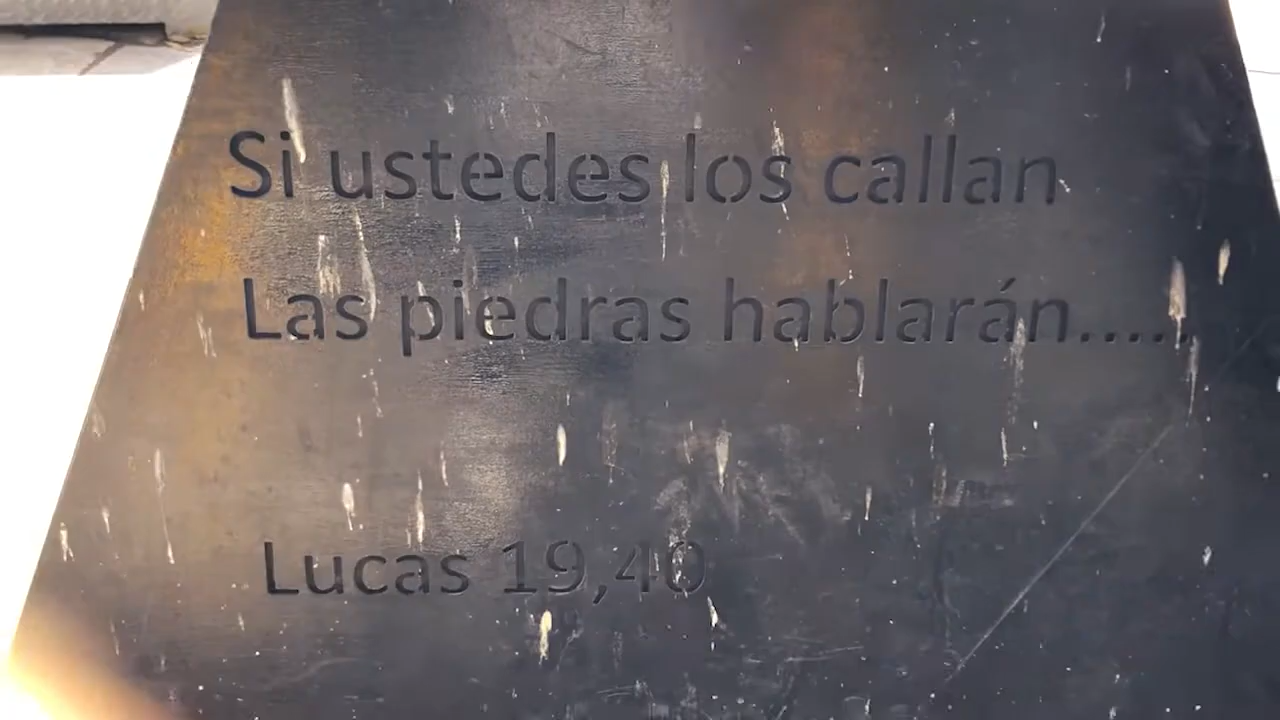 Si ustedes los callan
Las piedras hablarán.....
Lucas 19,40